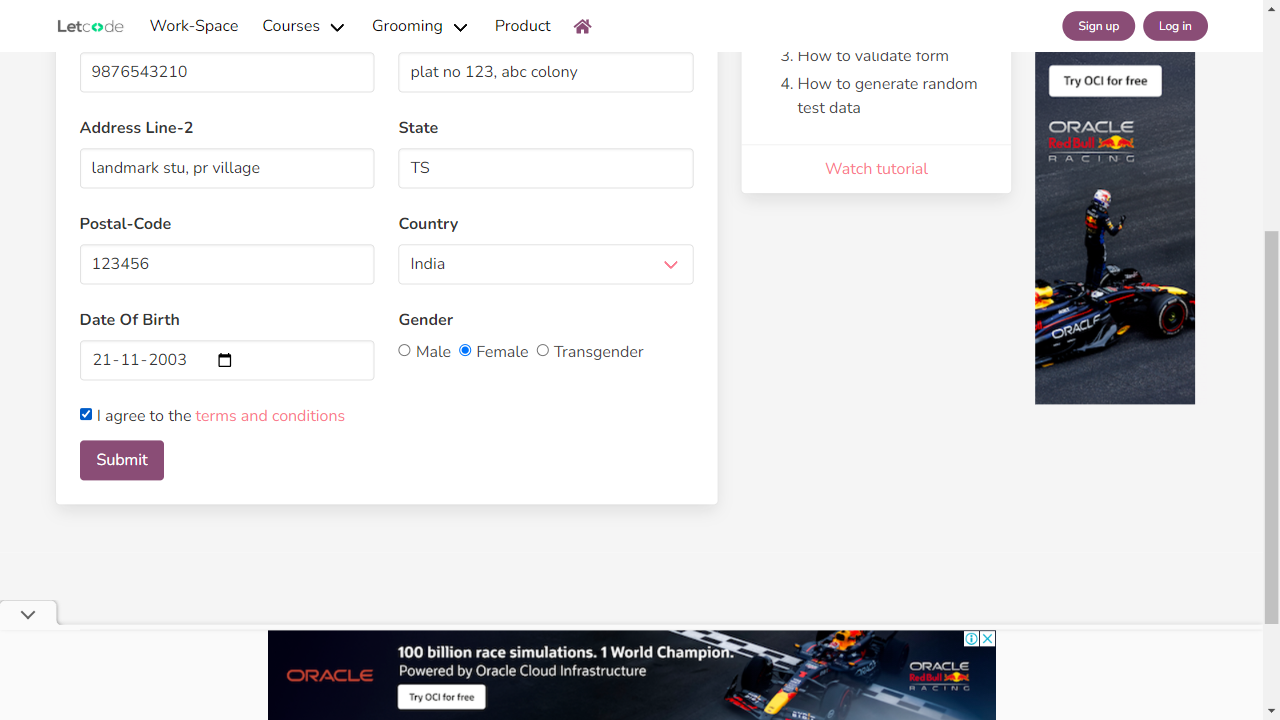 Letcode Work-Space Courses Grooming Product Sign up Log in
9876543210 plat no 123, abc colony
Address Line-2 State
landmark stu, pr village TS
Postal-Code Country
123456 India
Date Of Birth Gender
21-11-2003 Male Female Transgender
I agree to the terms and conditions
Submit
3. How to validate form
4. How to generate random
test data
Watch tutorial
Try OCI for free
ORACLE
Red Bull
RACING
ORACLE
ORACLE
100 billion race simulations. 1 World Champion.
Powered by Oracle Cloud Infrastructure
Try OCI for free
ORACLE
Red Bull
RACING